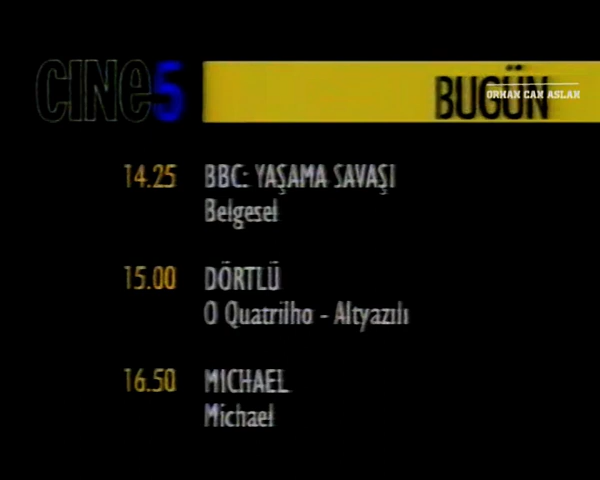 CINE5
BUGÜN
ORHAN CAN ASLAN
14.25 BBC: YAŞAMA SAVAŞI
Belgesel
15.00 DÖRTLÜ
O Quatrilho - Altyazılı
16.50 MICHAEL
Michael